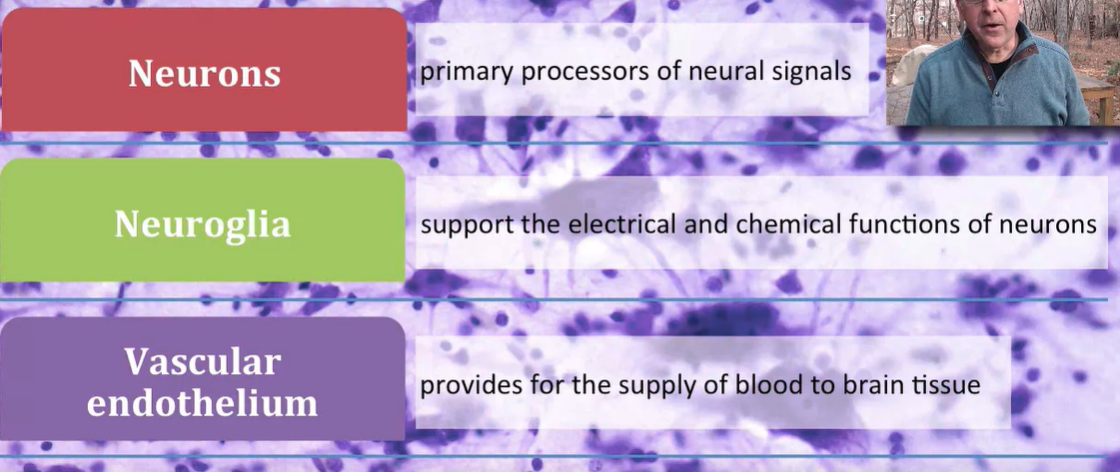 Neurons
primary processors of neural signals
Neuroglia
support the electrical and chemical functions of neurons
Vascular
endothelium
provides for the supply of blood to brain tissue